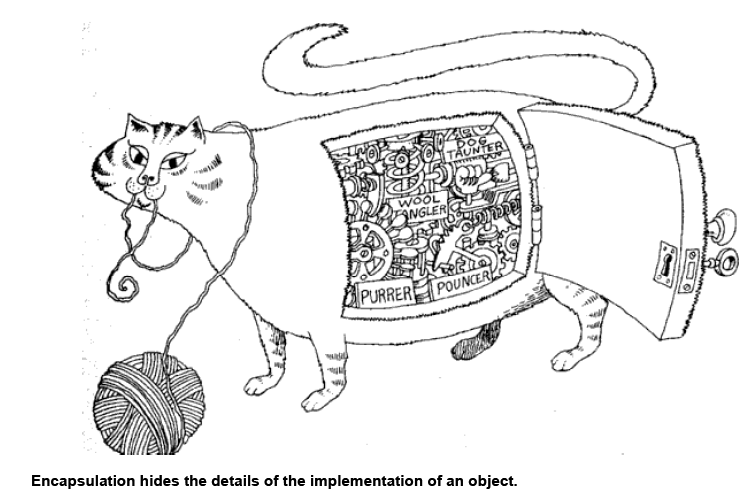 DOG
TAUNTER
WOOL
TANGLER
PURRER
POUNCER
Encapsulation hides the details of the implementation of an object.